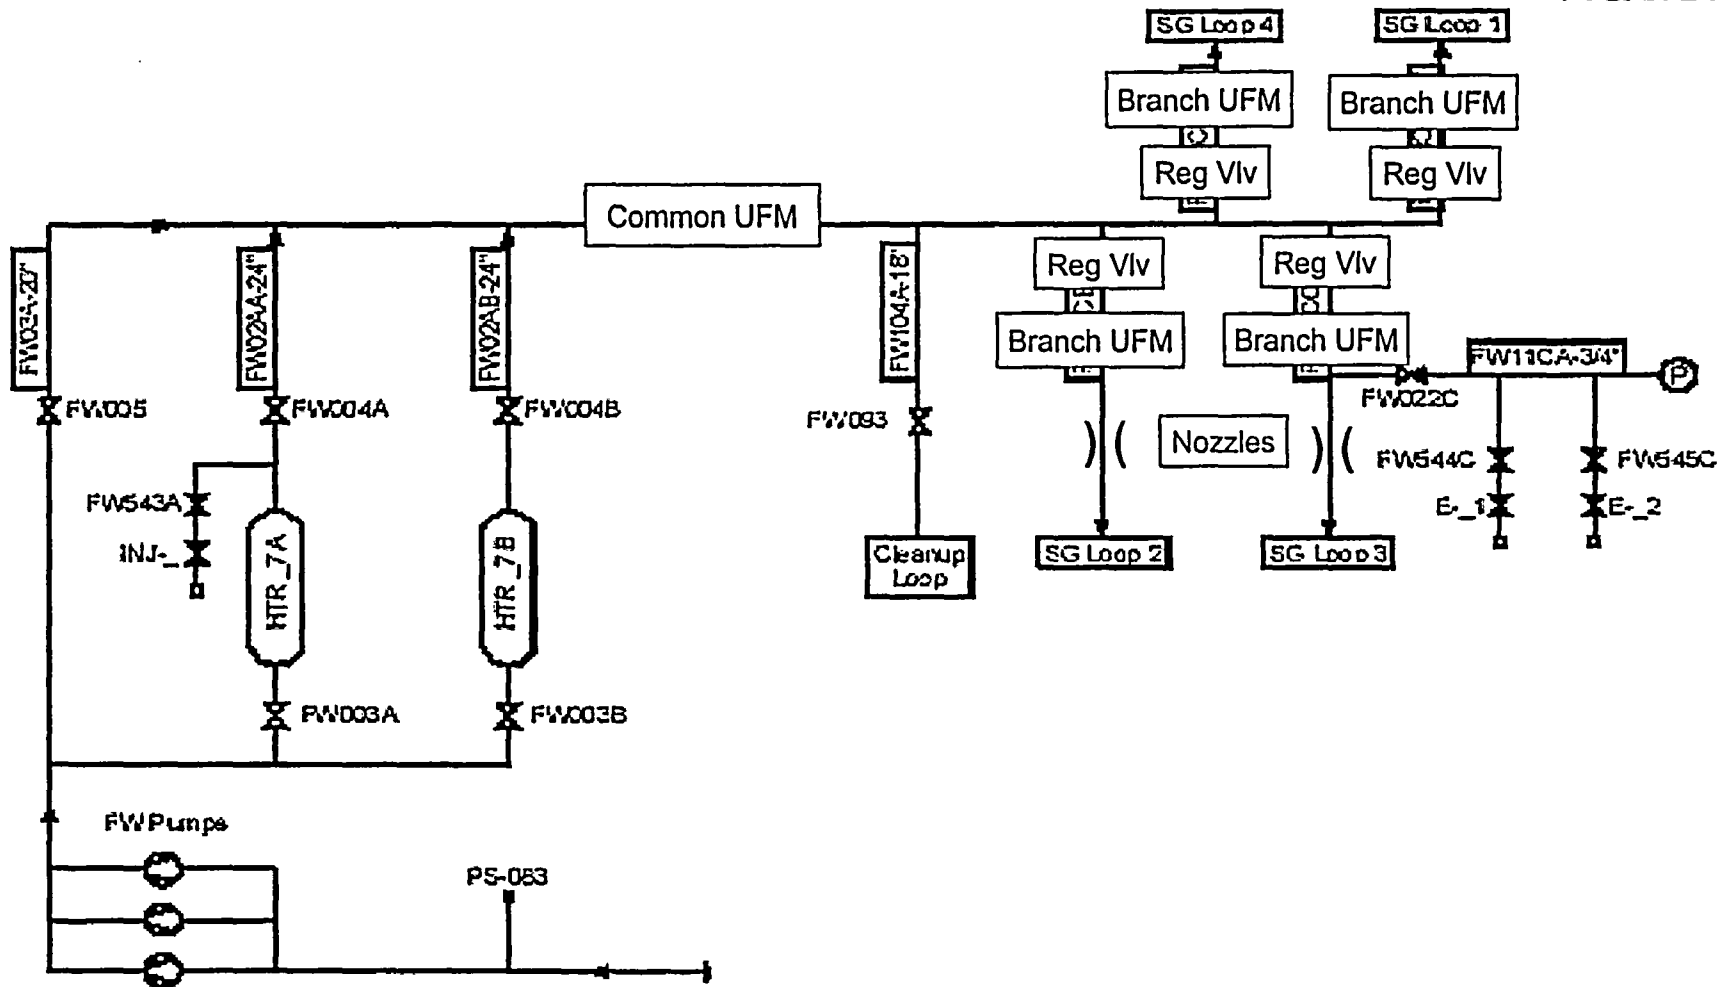 SG Loop 4
SG Loop 1
Branch UFM
Branch UFM
Reg Vlv
Reg Vlv
Common UFM
Reg Vlv
Reg Vlv
FW03A-20"
FW02AA-24"
FW02AB-24"
FW104A-18"
Branch UFM
Branch UFM
FW11CA-3/4"
P
FW005
FW004A
FW004B
FW093
FW022C
Nozzles
FW544C
FW545C
FW543A
E-_1
E-_2
INJ-_
HTR_7A
HTR_7B
Cleanup
Loop
SG Loop 2
SG Loop 3
FW003A
FW003B
FW Pumps
PS-083